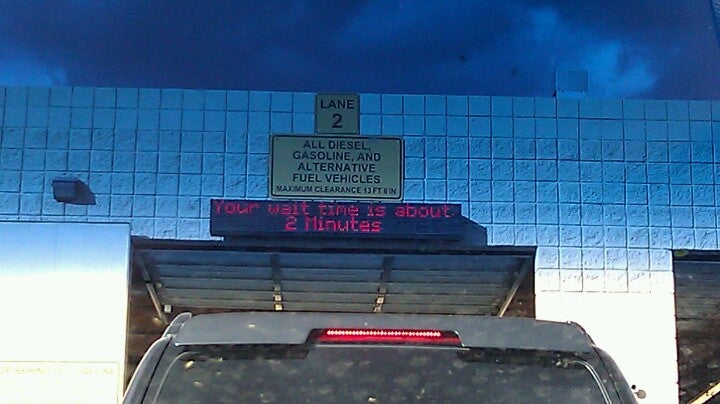 LANE
2
ALL DIESEL,
GASOLINE, AND
ALTERNATIVE
FUEL VEHICLES
MAXIMUM CLEARANCE 13 FT 6 IN
Your wait time is about
2 Minutes